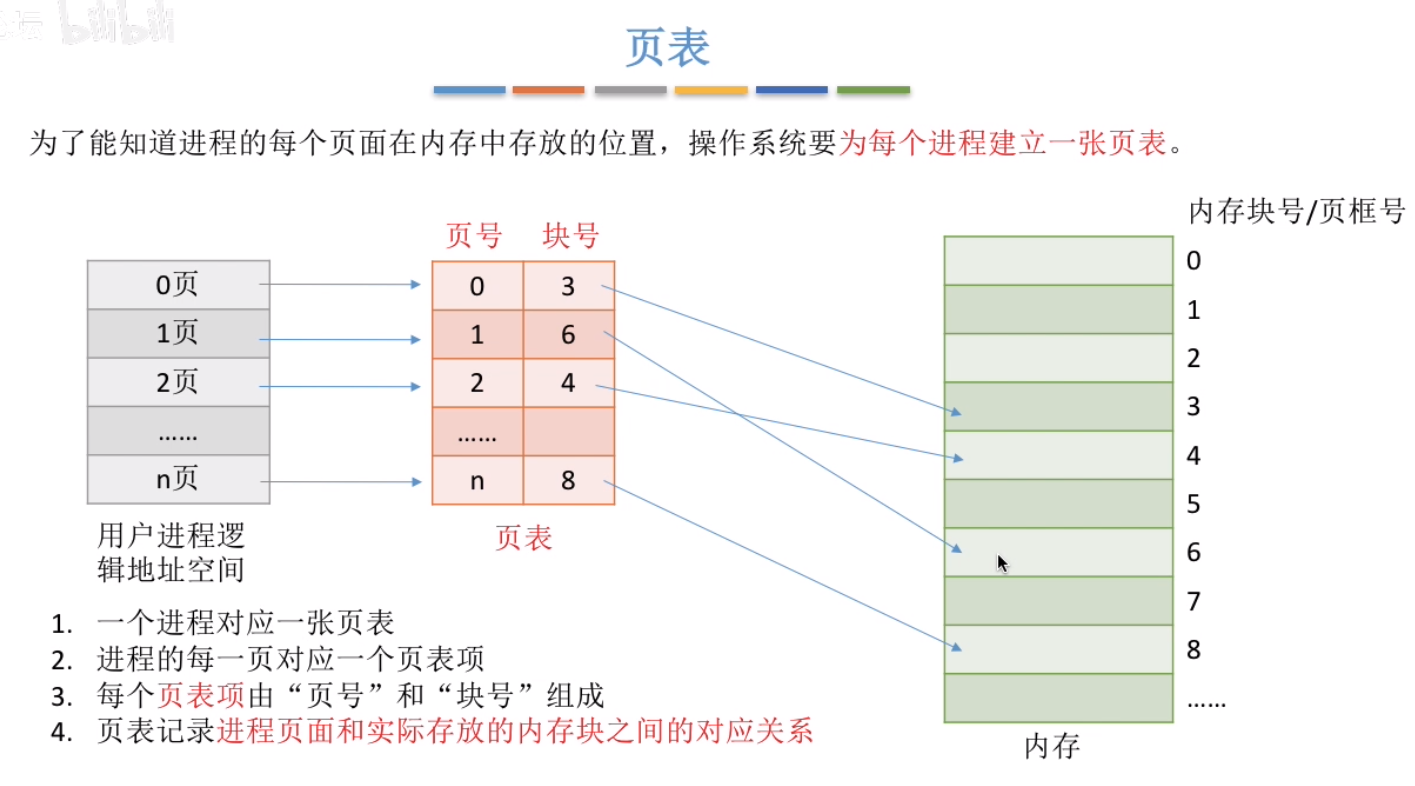 bilibili
页表
为了能知道进程的每个页面在内存中存放的位置，操作系统要为每个进程建立一张页表。
内存块号/页框号
页号 块号
0页 0 3
1页 1 6
2页 2 4
…… ……
n页 n 8
页表
用户进程逻
辑地址空间
0
1
2
3
4
5
6
7
8
……
内存
1. 一个进程对应一张页表
2. 进程的每一页对应一个页表项
3. 每个页表项由“页号”和“块号”组成
4. 页表记录进程页面和实际存放的内存块之间的对应关系